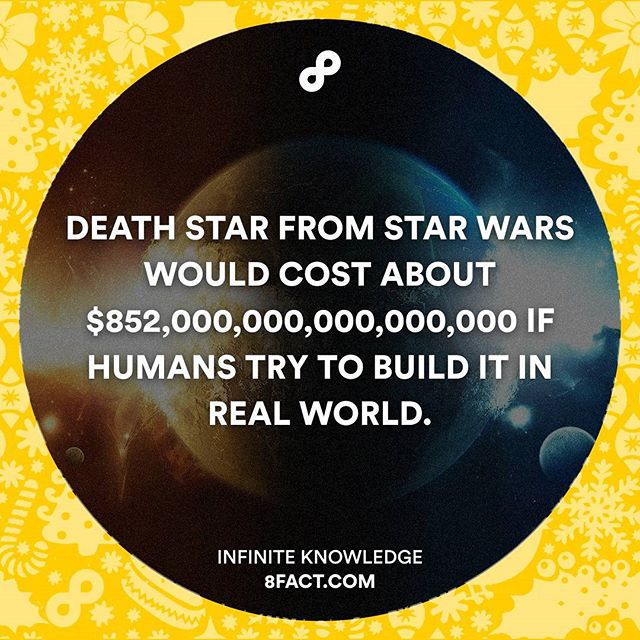 DEATH STAR FROM STAR WARS
WOULD COST ABOUT
$852,000,000,000,000,000 IF
HUMANS TRY TO BUILD IT IN
REAL WORLD.
INFINITE KNOWLEDGE
8FACT.COM